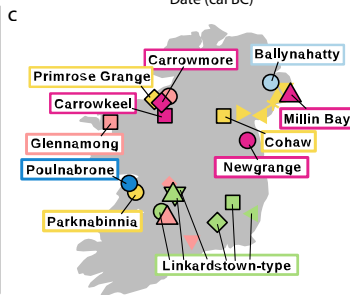 Date (cal BC)
C
Carrowmore
Ballynahatty
Primrose Grange
Carrowkeel
Millin Bay
Glennamong
Cohaw
Poulnabrone
Newgrange
Parknabinnia
Linkardstown-type